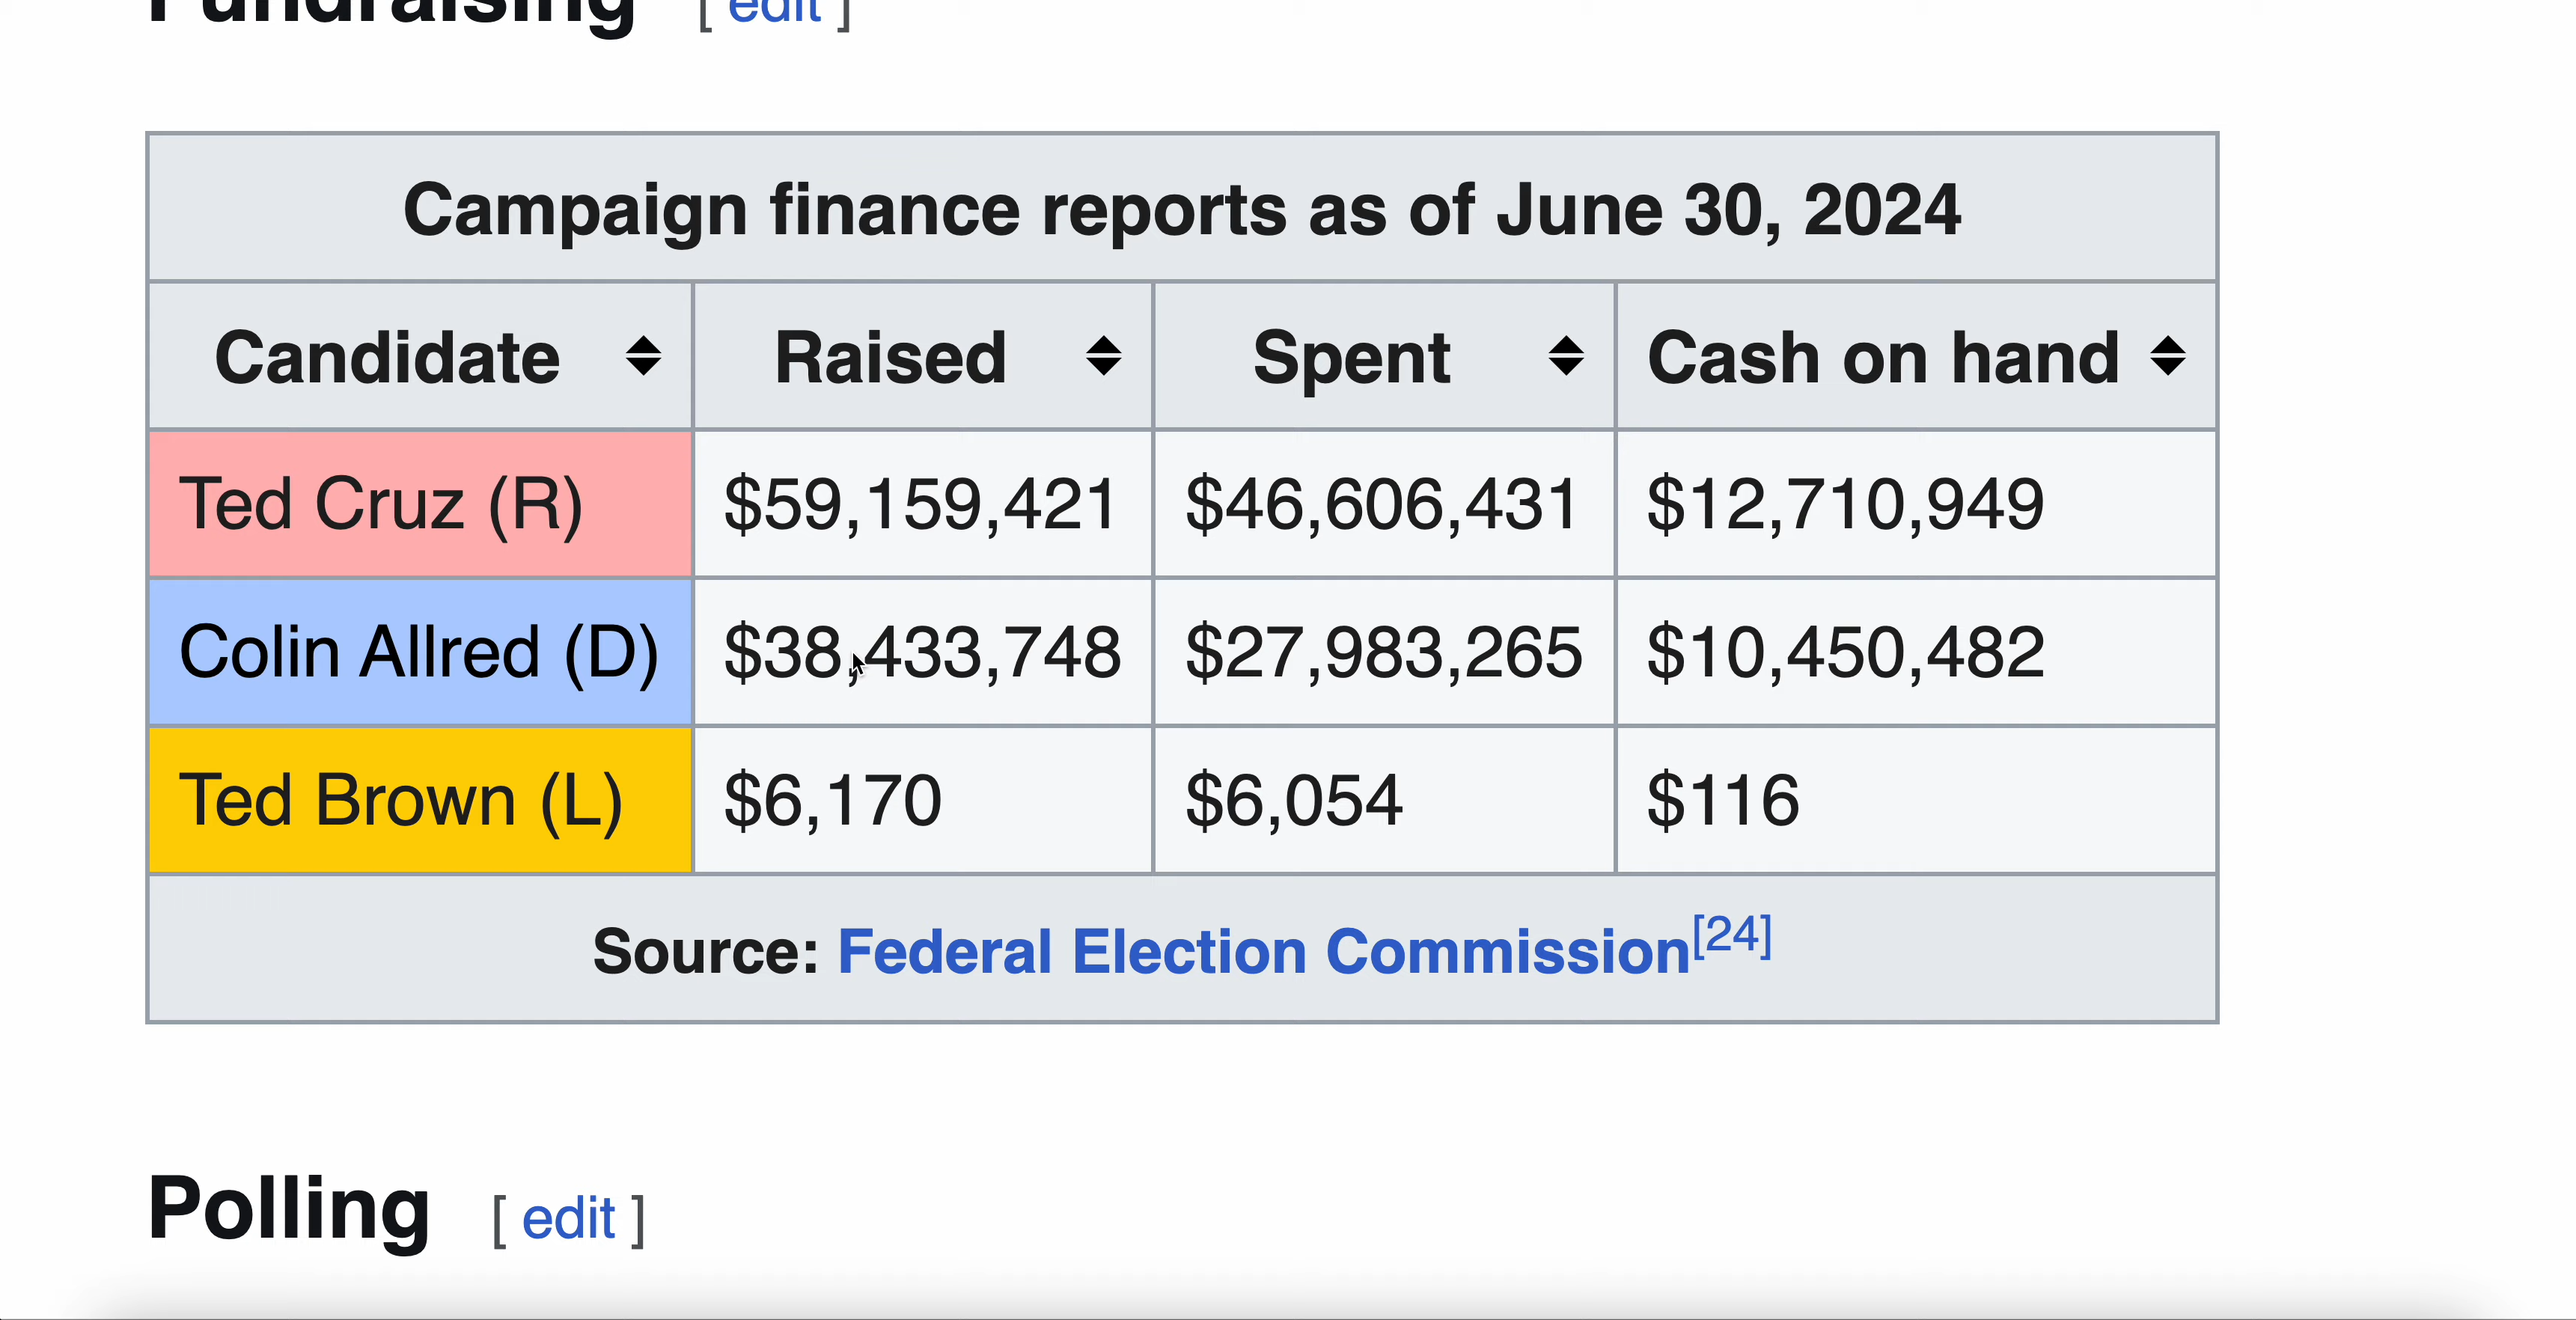 Fundraising [ edit ]
Campaign finance reports as of June 30, 2024
Candidate Raised Spent Cash on hand
Ted Cruz (R) $59,159,421 $46,606,431 $12,710,949
Colin Allred (D) $38,433,748 $27,983,265 $10,450,482
Ted Brown (L) $6,170 $6,054 $116
Source: Federal Election Commission[24]
Polling [ edit ]